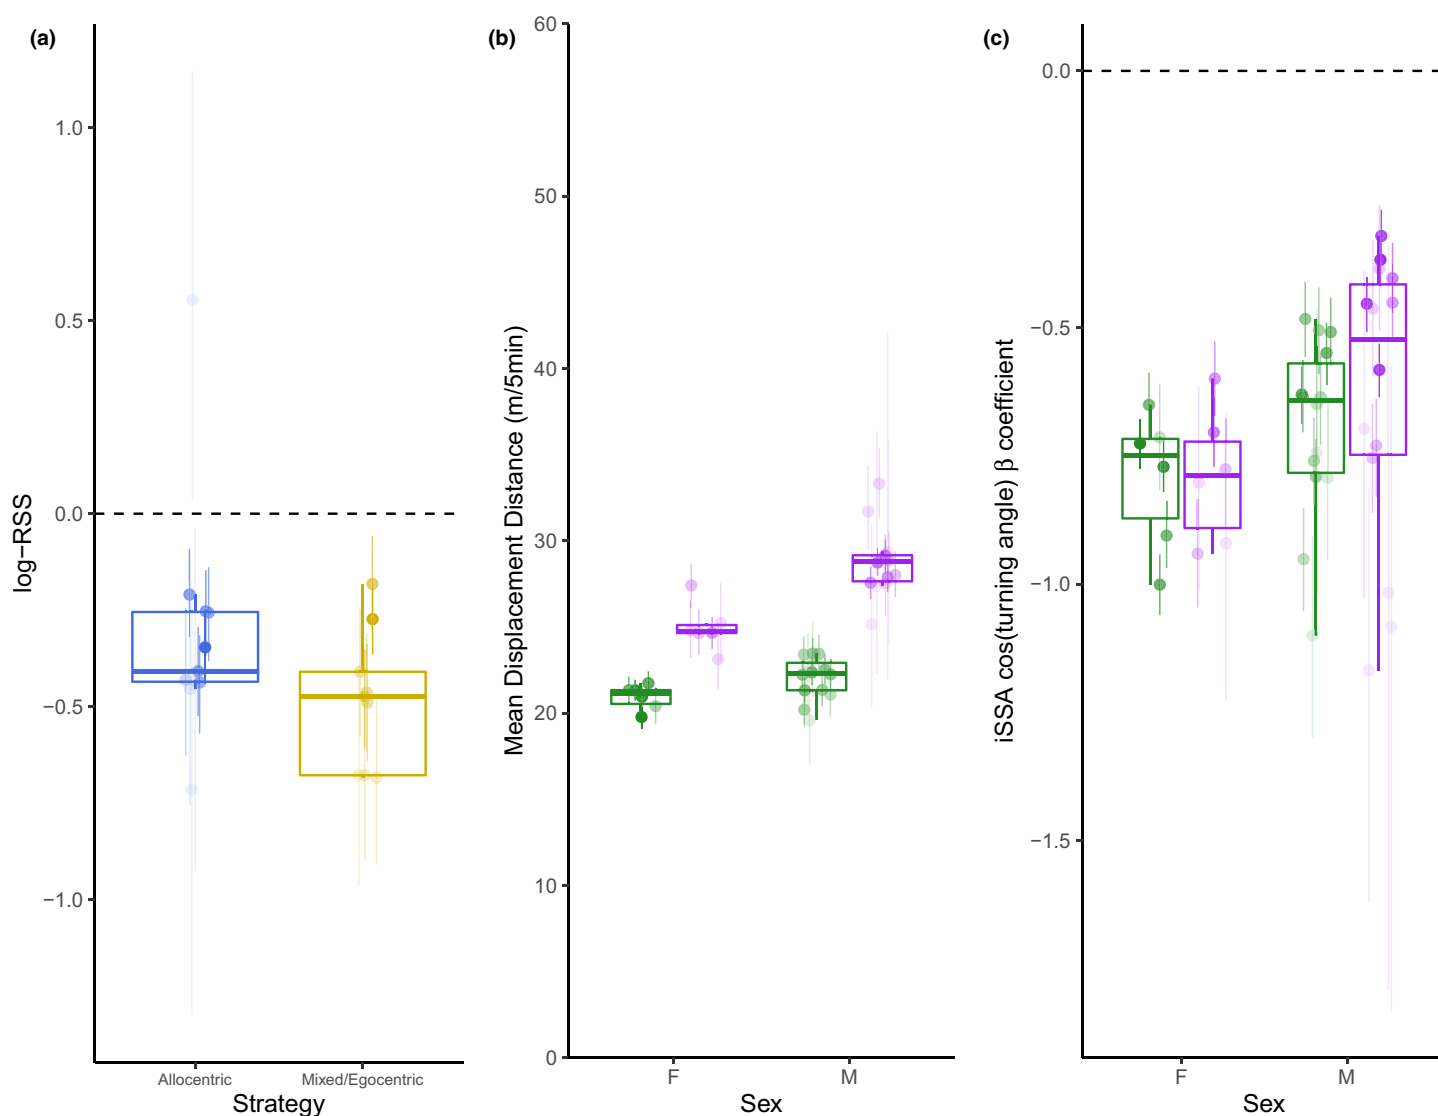 (a)
log−RSS
1.0
0.5
0.0
−0.5
−1.0
Allocentric
Mixed/Egocentric
Strategy
(b)
Mean Displacement Distance (m/5min)
60
50
40
30
20
10
0
F
M
Sex
(c)
iSSA cos(turning angle) β coefficient
0.0
−0.5
−1.0
−1.5
F
M
Sex